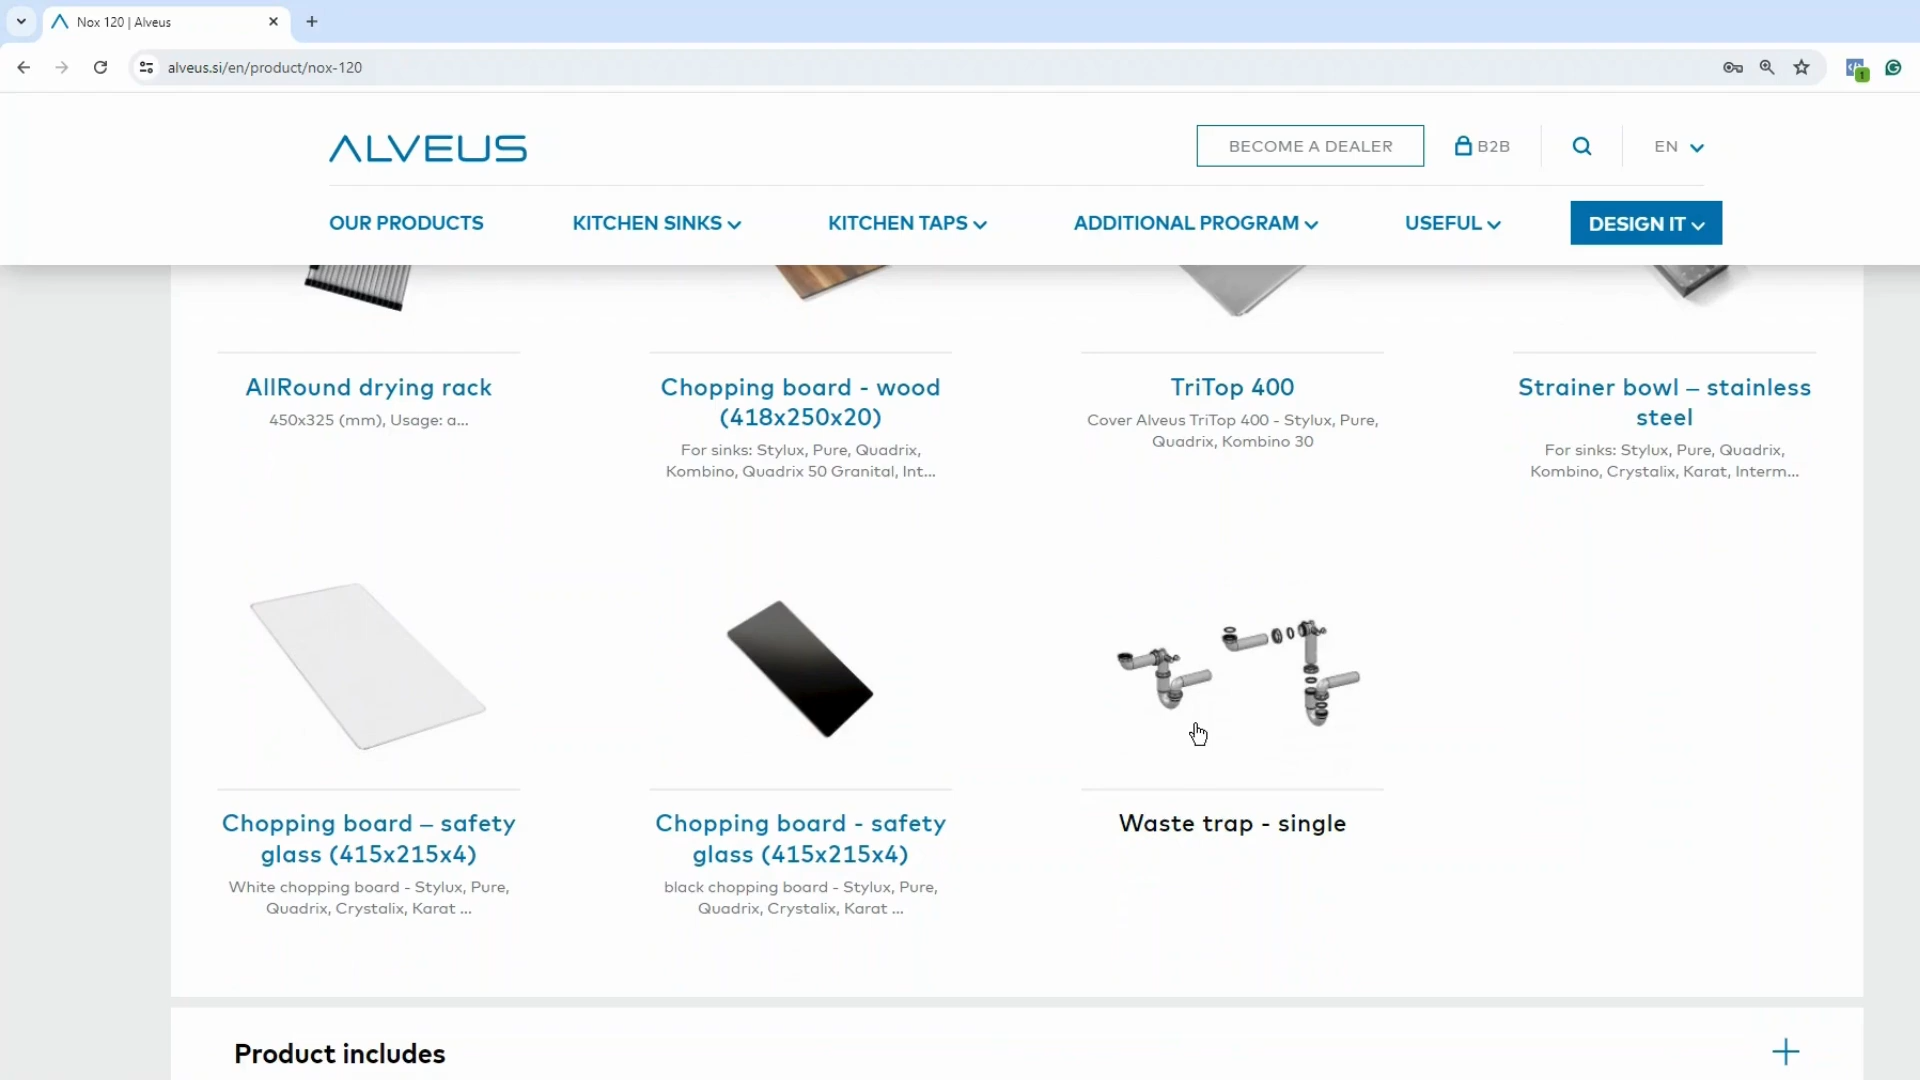 Nox 120 | Alveus
alveus.si/en/product/nox-120
ALVEUS
BECOME A DEALER
B2B
EN
OUR PRODUCTS
KITCHEN SINKS
KITCHEN TAPS
ADDITIONAL PROGRAM
USEFUL
DESIGN IT
AllRound drying rack
450x325 (mm), Usage: a...
Chopping board - wood
(418x250x20)
For sinks: Stylux, Pure, Quadrix,
Kombino, Quadrix 50 Granital, Int...
TriTop 400
Cover Alveus TriTop 400 - Stylux, Pure,
Quadrix, Kombino 30
Strainer bowl – stainless
steel
For sinks: Stylux, Pure, Quadrix,
Kombino, Crystalix, Karat, Interm...
Chopping board – safety
glass (415x215x4)
White chopping board - Stylux, Pure,
Quadrix, Crystalix, Karat ...
Chopping board - safety
glass (415x215x4)
black chopping board - Stylux, Pure,
Quadrix, Crystalix, Karat ...
Waste trap - single
Product includes